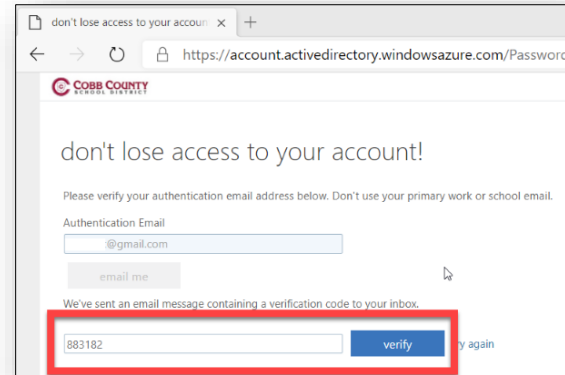 don't lose access to your accoun
https://account.activedirectory.windowsazure.com/Password
COBB COUNTY
SCHOOL DISTRICT
don't lose access to your account!
Please verify your authentication email address below. Don't use your primary work or school email.
Authentication Email
:@gmail.com
email me
We've sent an email message containing a verification code to your inbox.
883182 verify ry again